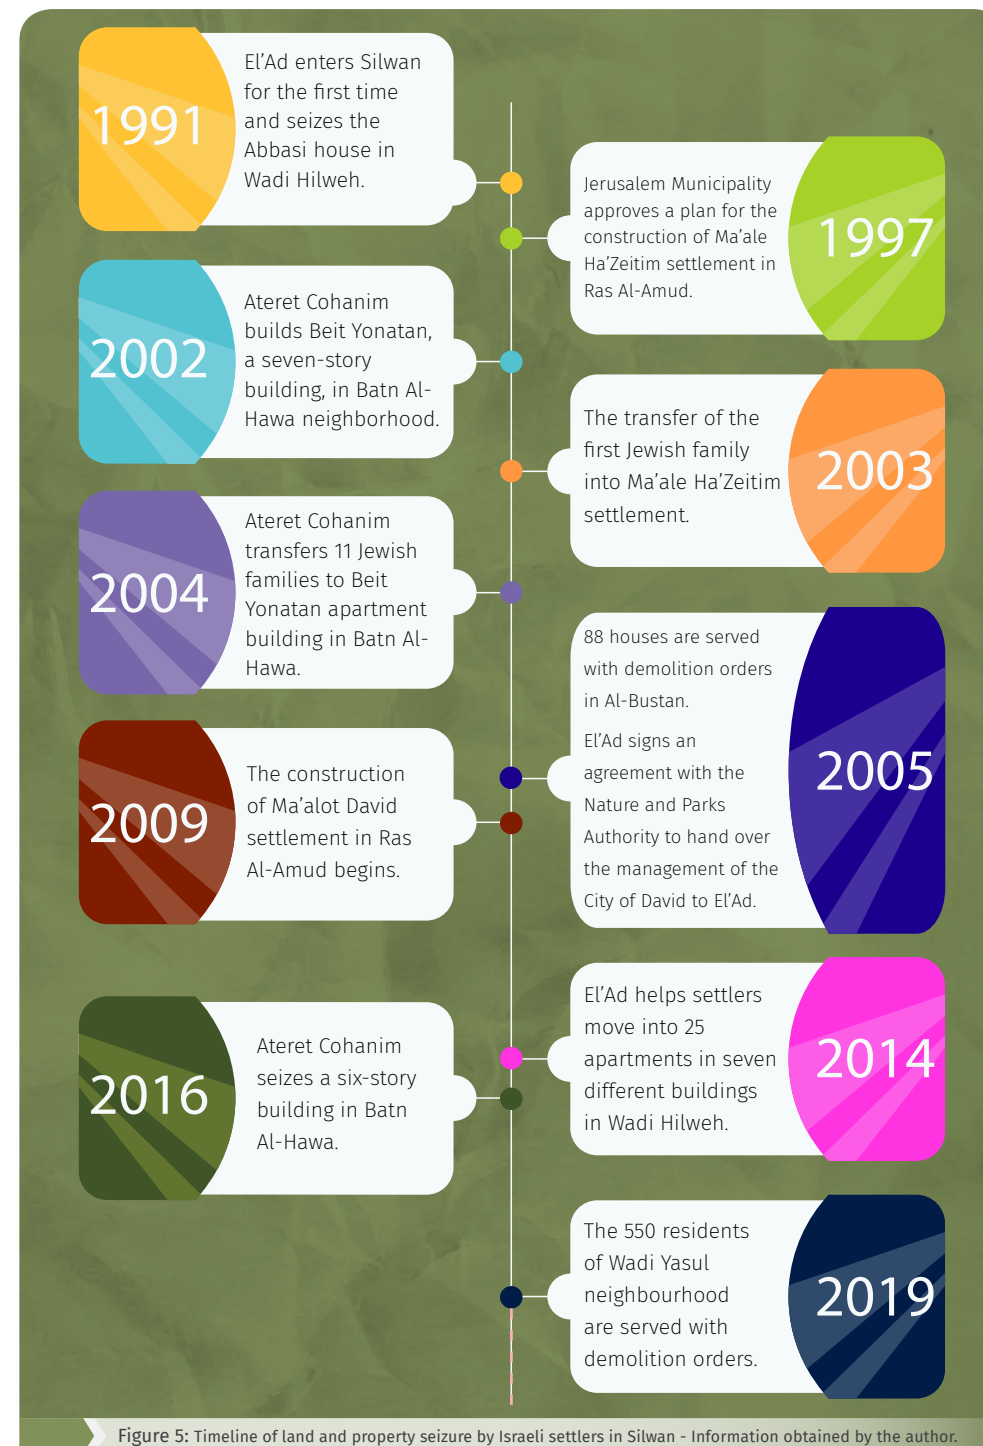 1991
El'Ad enters Silwan
for the first time
and seizes the
Abbasi house in
Wadi Hilweh.
Jerusalem Municipality
approves a plan for the
construction of Ma'ale
Ha'Zeitim settlement in
Ras Al-Amud.
1997
2002
Ateret Cohanim
builds Beit Yonatan,
a seven-story
building, in Batn Al-
Hawa neighborhood.
The transfer of the
first Jewish family
into Ma'ale Ha'Zeitim
settlement.
2003
2004
Ateret Cohanim
transfers 11 Jewish
families to Beit
Yonatan apartment
building in Batn Al-
Hawa.
88 houses are served
with demolition orders
in Al-Bustan.
El'Ad signs an
agreement with the
Nature and Parks
Authority to hand over
the management of the
City of David to El'Ad.
2005
2009
The construction
of Ma'alot David
settlement in Ras
Al-Amud begins.
El'Ad helps settlers
move into 25
apartments in seven
different buildings
in Wadi Hilweh.
2014
2016
Ateret Cohanim
seizes a six-story
building in Batn
Al-Hawa.
The 550 residents
of Wadi Yasul
neighbourhood
are served with
demolition orders.
2019
Figure 5: Timeline of land and property seizure by Israeli settlers in Silwan - Information obtained by the author.